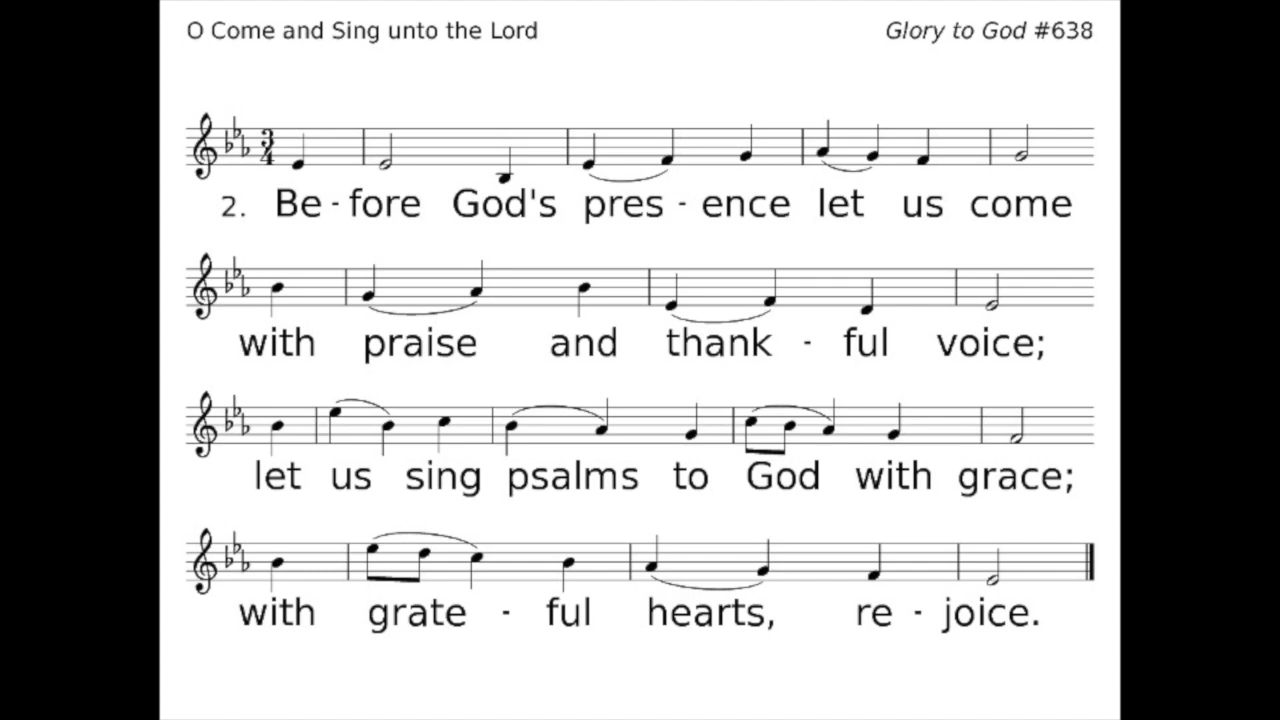 O Come and Sing unto the Lord Glory to God #638
3
4
2. Be - fore God's pres - ence let us come
with praise and thank - ful voice;
let us sing psalms to God with grace;
with grate - ful hearts, re - joice.